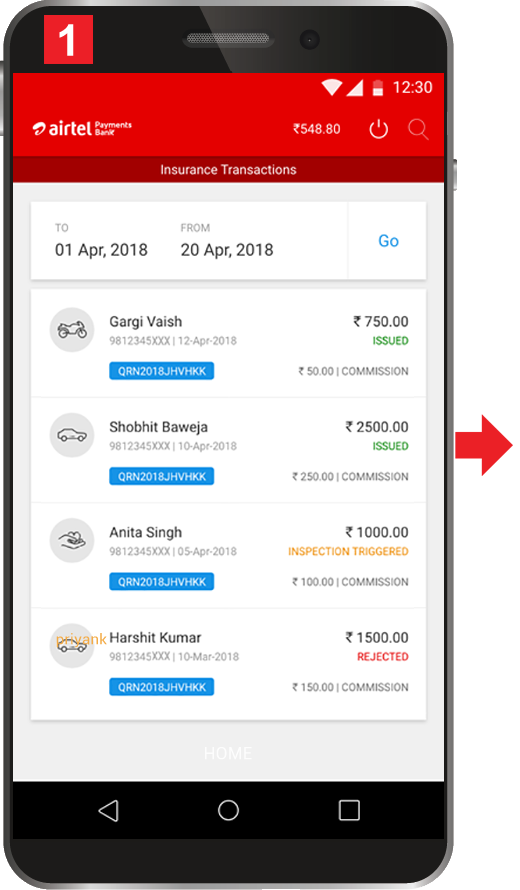 1
12:30
airtel Payments Bank
₹548.80
Insurance Transactions
TO
FROM
01 Apr, 2018
20 Apr, 2018
Go
Gargi Vaish
₹ 750.00
9812345XXX | 12-Apr-2018
ISSUED
QRN2018JHVHKK
₹ 50.00 | COMMISSION
Shobhit Baweja
₹ 2500.00
9812345XXX | 10-Apr-2018
ISSUED
QRN2018JHVHKK
₹ 250.00 | COMMISSION
Anita Singh
₹ 1000.00
9812345XXX | 05-Apr-2018
INSPECTION TRIGGERED
QRN2018JHVHKK
₹ 100.00 | COMMISSION
priyank
Harshit Kumar
₹ 1500.00
9812345XXX | 10-Mar-2018
REJECTED
QRN2018JHVHKK
₹ 150.00 | COMMISSION
HOME